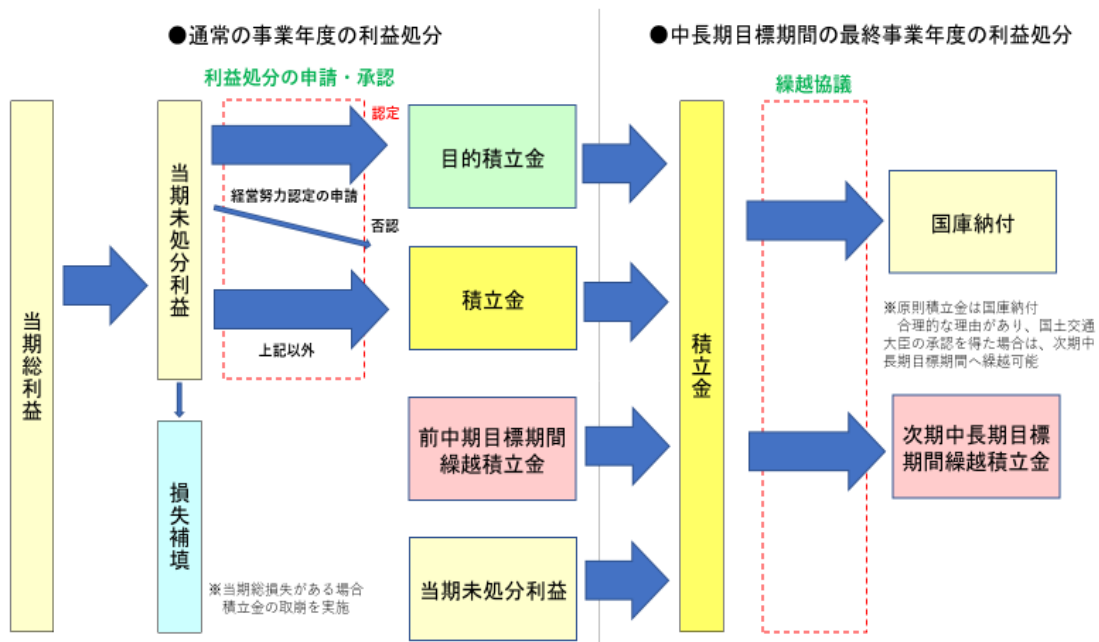 ●通常の事業年度の利益処分
利益処分の申請・承認
当期総利益
当期未処分利益
認定
経営努力認定の申請
否認
上記以外
損失補填
※当期総損失がある場合
積立金の取崩を実施
目的積立金
積立金
前中期目標期間
繰越積立金
当期未処分利益
●中長期目標期間の最終事業年度の利益処分
繰越協議
積立金
国庫納付
※原則積立金は国庫納付
合理的な理由があり、国土交通
大臣の承認を得た場合は、次期中
長期目標期間へ繰越可能
次期中長期目標
期間繰越積立金